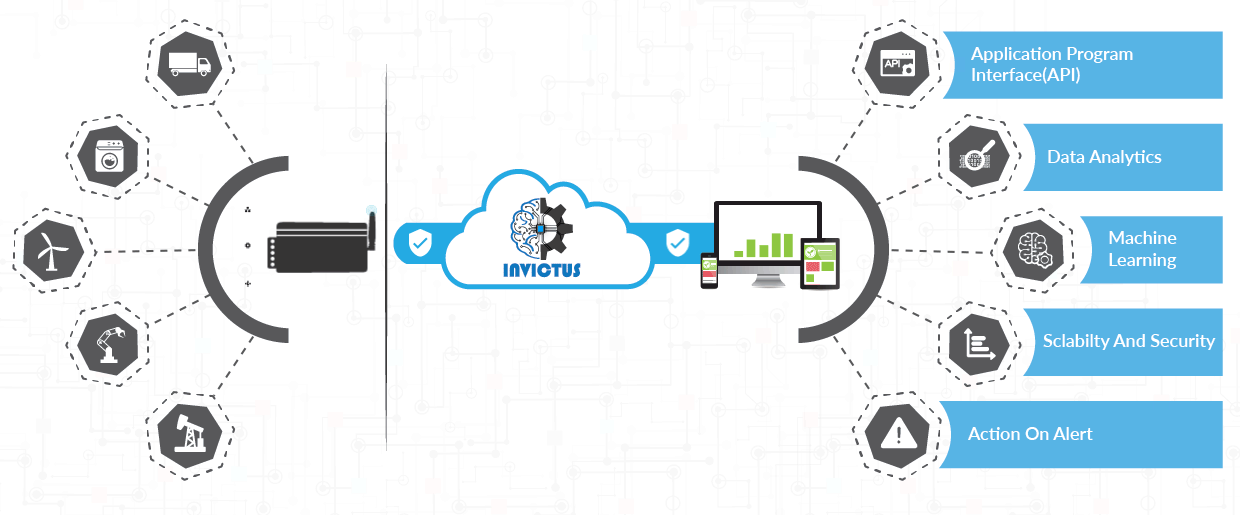 API
Application Program
Interface(API)
Data Analytics
INVICTUS
Machine
Learning
Sclabilty And Security
Action On Alert